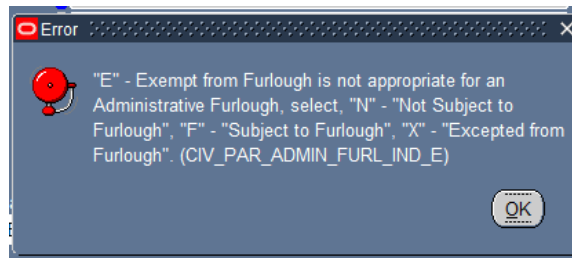 Error
"E" - Exempt from Furlough is not appropriate for an
Administrative Furlough, select, "N" - "Not Subject to
Furlough", "F" - "Subject to Furlough", "X" - "Excepted from
Furlough". (CIV_PAR_ADMIN_FURL_IND_E)
OK